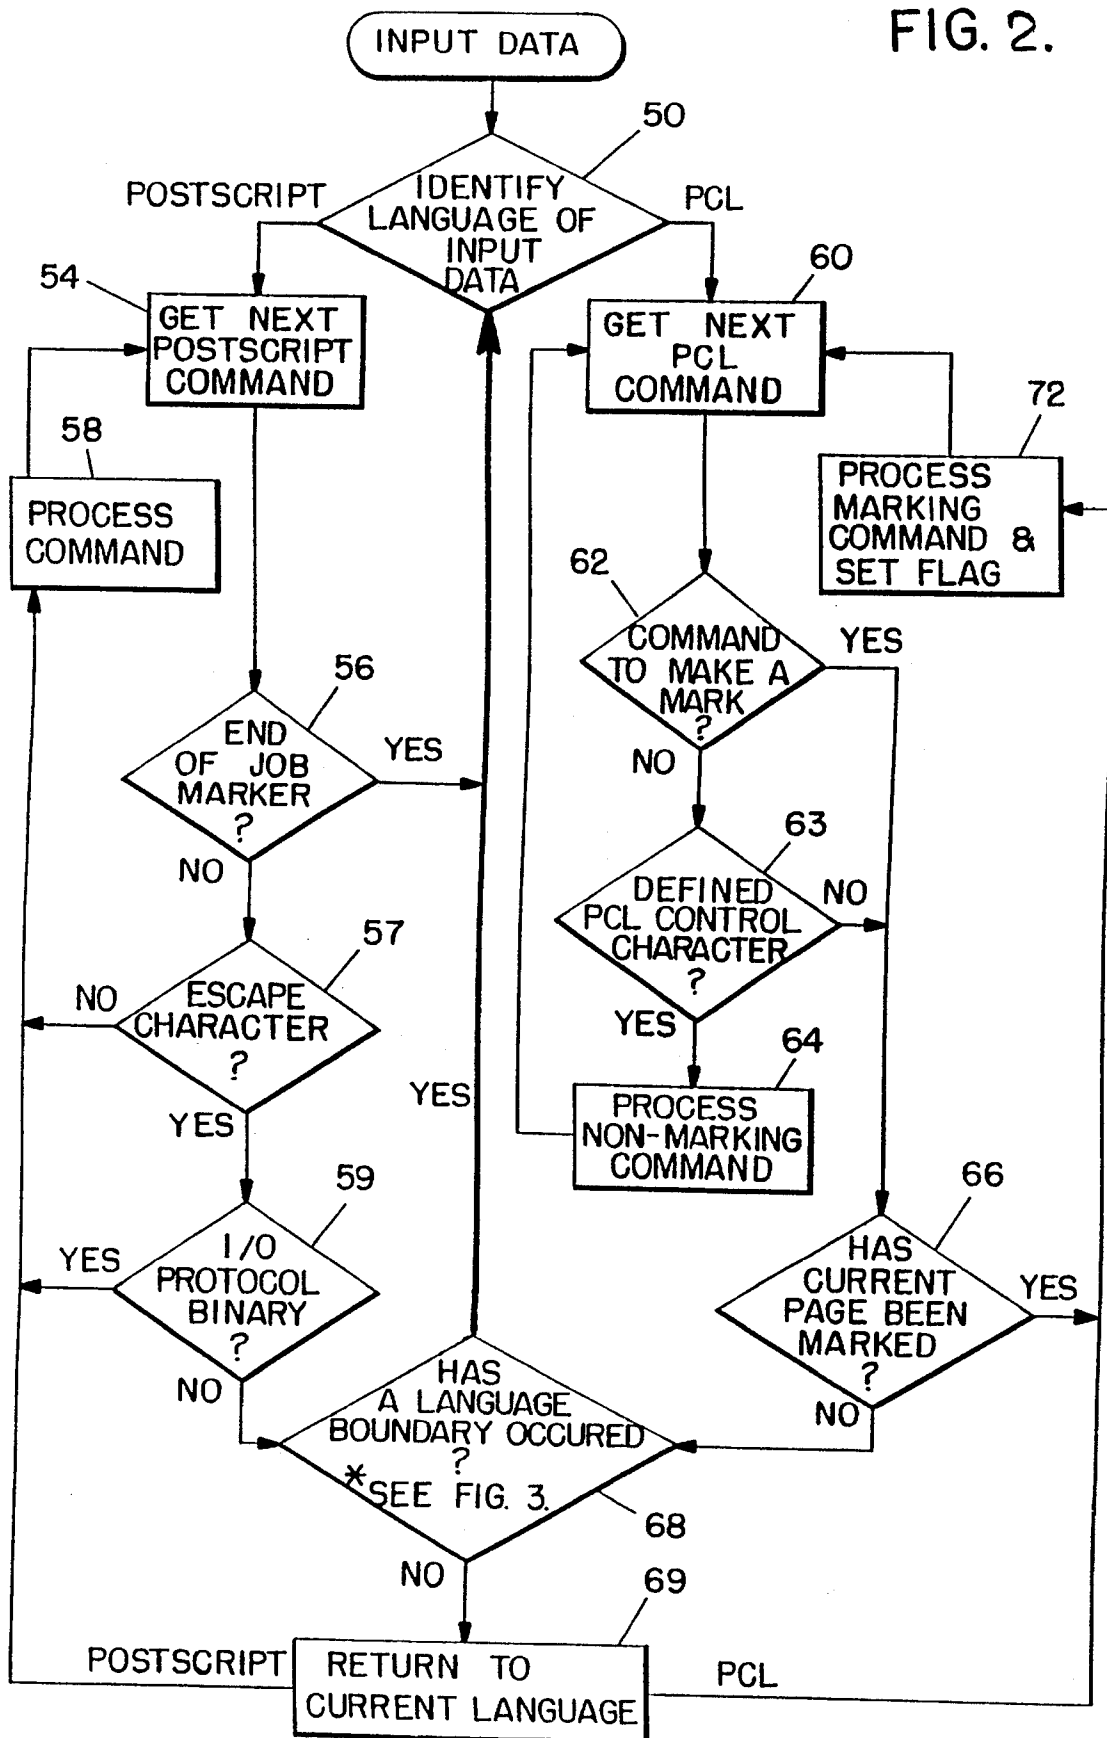 FIG. 2.
INPUT DATA
50
IDENTIFY
LANGUAGE OF
INPUT
DATA
POSTSCRIPT
PCL
54
GET NEXT
POSTSCRIPT
COMMAND
60
GET NEXT
PCL
COMMAND
58
PROCESS
COMMAND
72
PROCESS
MARKING
COMMAND &
SET FLAG
62
COMMAND
TO MAKE A
MARK
?
YES
NO
56
END
OF JOB
MARKER
?
YES
NO
63
DEFINED
PCL CONTROL
CHARACTER
?
NO
YES
57
ESCAPE
CHARACTER
?
NO
YES
64
PROCESS
NON-MARKING
COMMAND
YES
59
I/O
PROTOCOL
BINARY
?
YES
NO
66
HAS
CURRENT
PAGE BEEN
MARKED
?
YES
NO
HAS
A LANGUAGE
BOUNDARY OCCURED
?
*SEE FIG. 3.
68
NO
69
RETURN TO
CURRENT LANGUAGE
POSTSCRIPT
PCL